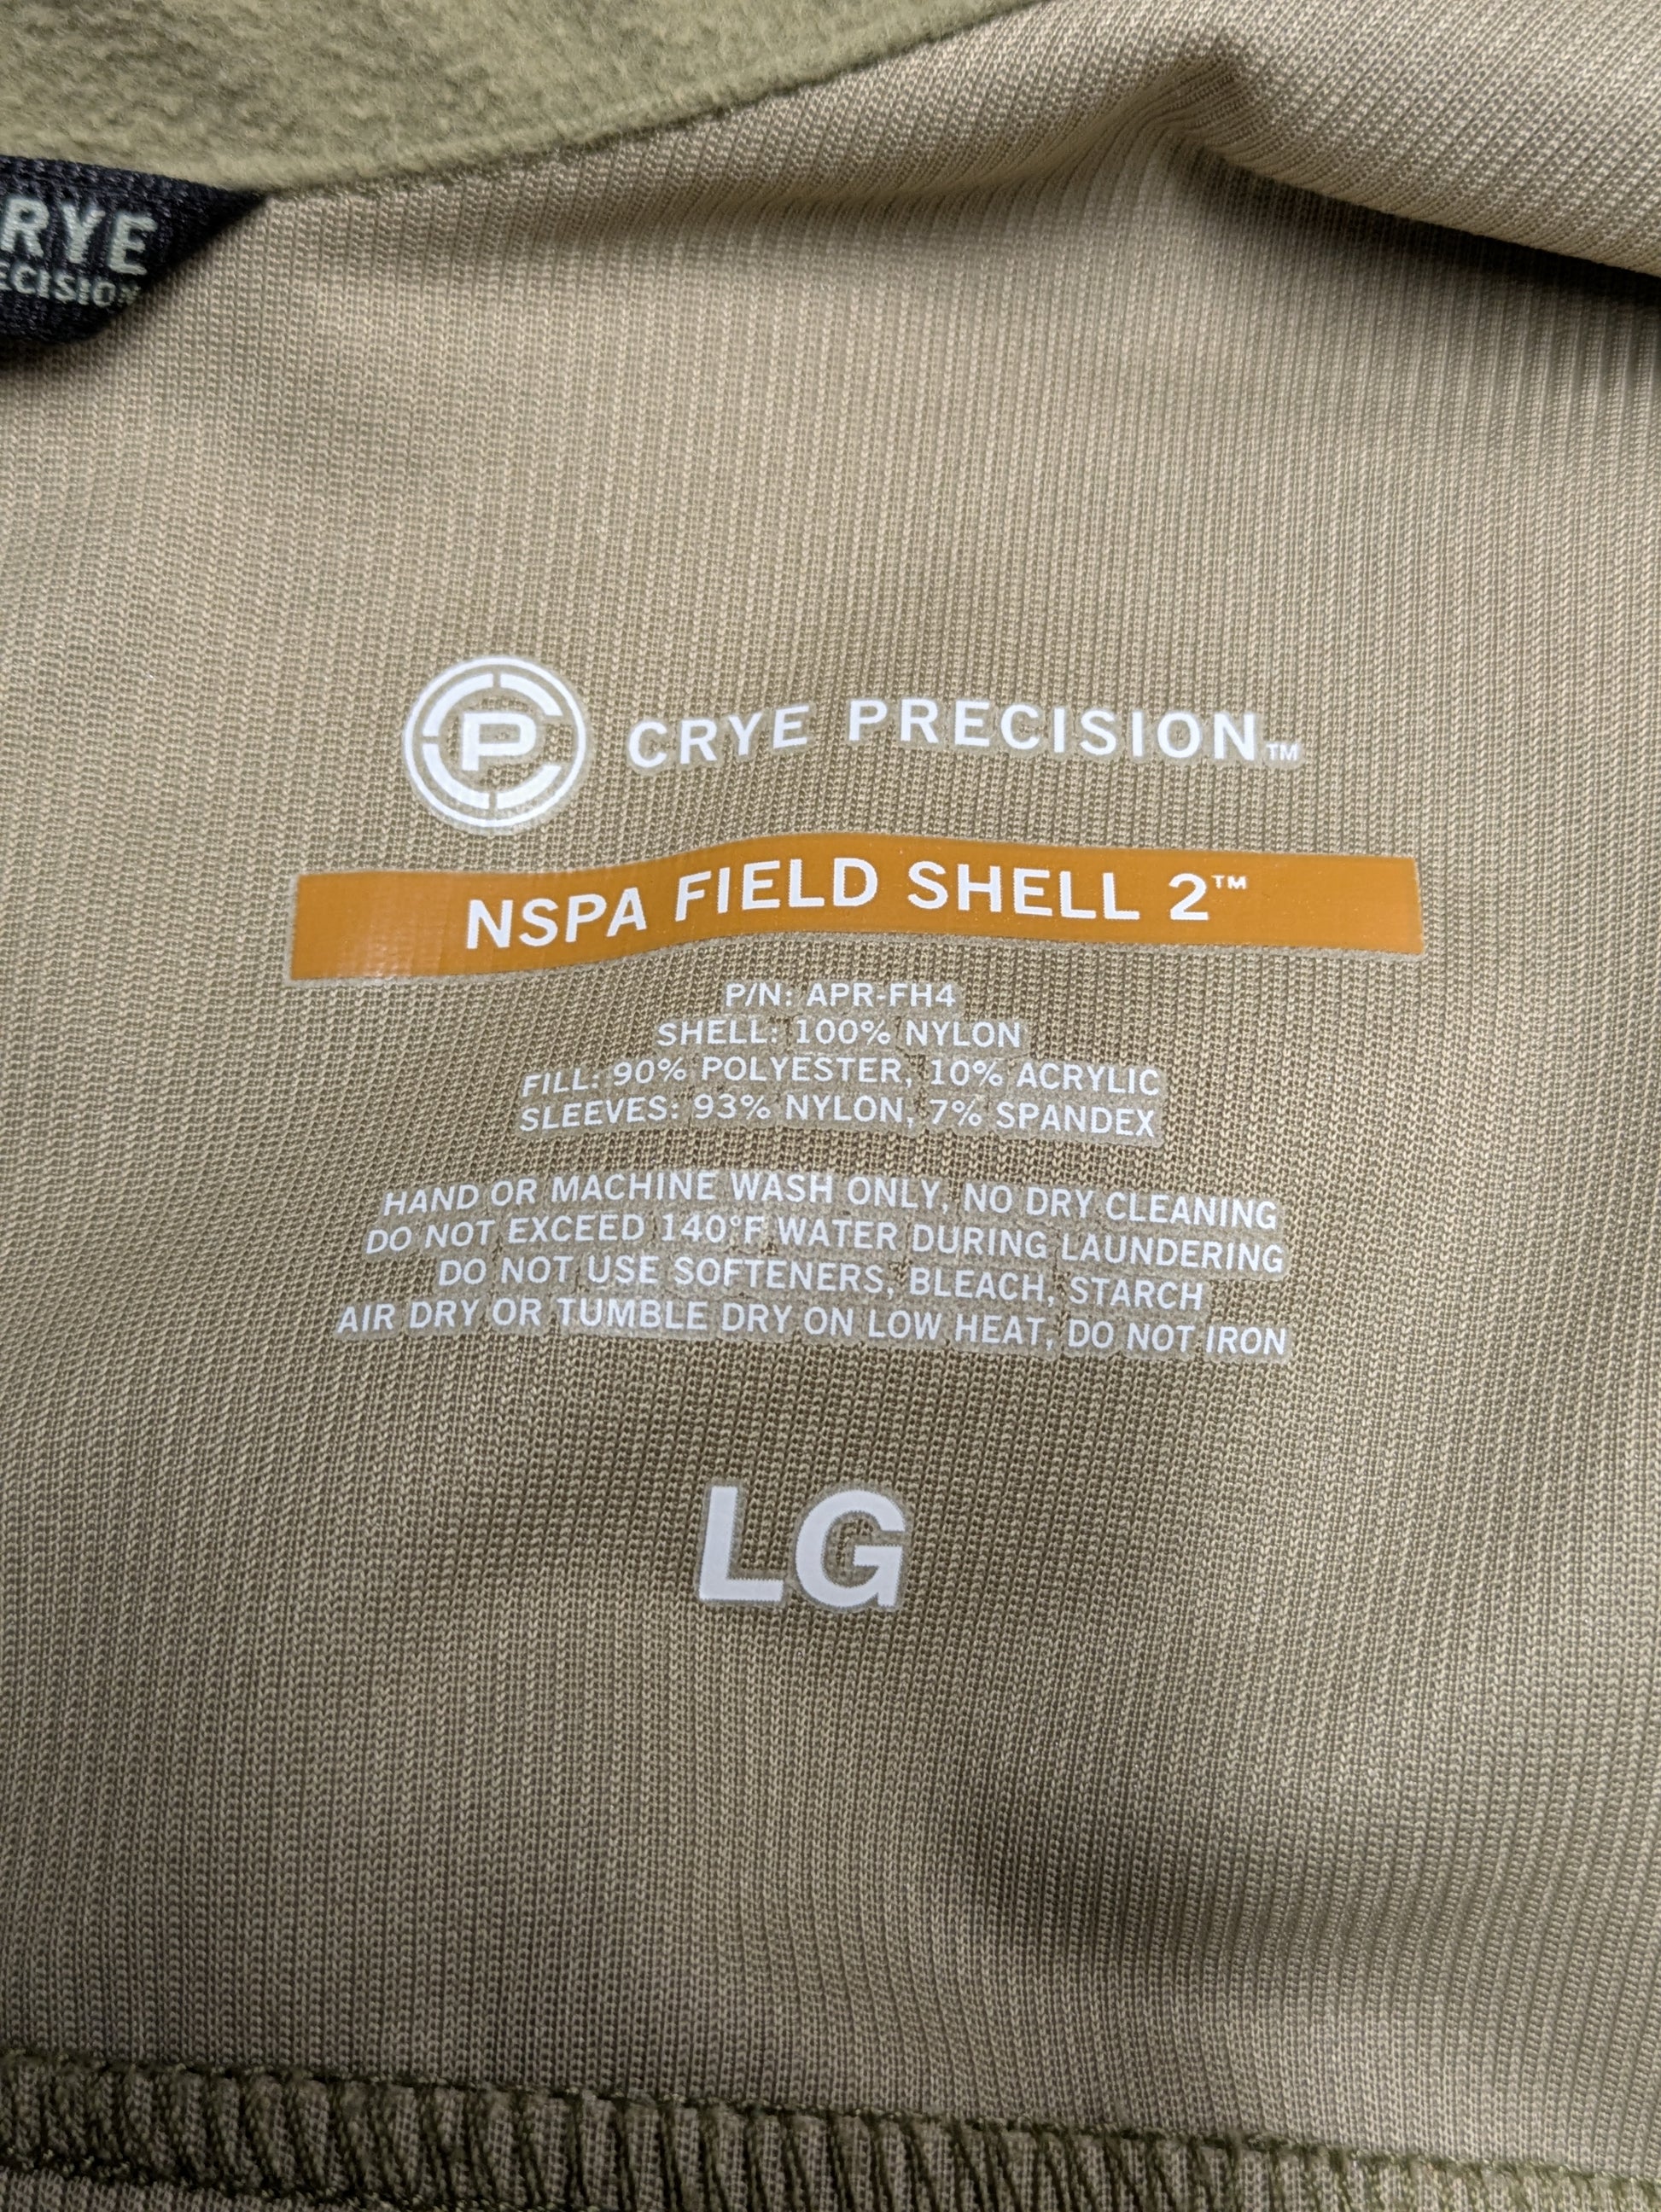 RYE
ECISION
CP CRYE PRECISION™
NSPA FIELD SHELL 2™
P/N: APR-FH4
SHELL: 100% NYLON
FILL: 90% POLYESTER, 10% ACRYLIC
SLEEVES: 93% NYLON, 7% SPANDEX
HAND OR MACHINE WASH ONLY, NO DRY CLEANING
DO NOT EXCEED 140°F WATER DURING LAUNDERING
DO NOT USE SOFTENERS, BLEACH, STARCH
AIR DRY OR TUMBLE DRY ON LOW HEAT, DO NOT IRON
LG